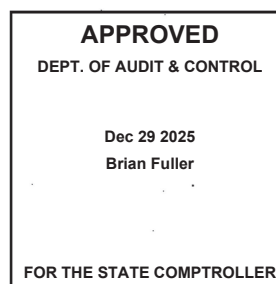 APPROVED
DEPT. OF AUDIT & CONTROL
Dec 29 2025
Brian Fuller
FOR THE STATE COMPTROLLER